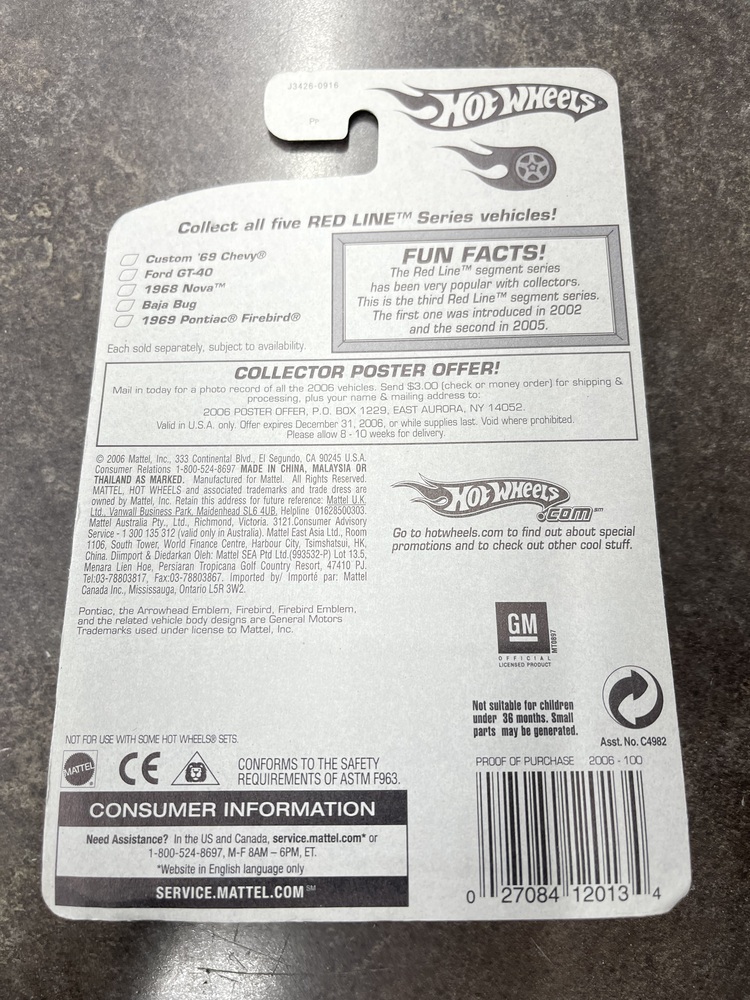 J3426-0916
PP
HOT WHEELS®
Collect all five RED LINE™ Series vehicles!
Custom '69 Chevy®
Ford GT-40
1968 Nova™
Baja Bug
1969 Pontiac® Firebird®
Each sold separately, subject to availability.
FUN FACTS!
The Red Line™ segment series
has been very popular with collectors.
This is the third Red Line™ segment series.
The first one was introduced in 2002
and the second in 2005.
COLLECTOR POSTER OFFER!
Mail in today for a photo record of all the 2006 vehicles. Send $3.00 (check or money order) for shipping &
processing, plus your name & mailing address to:
2006 POSTER OFFER, P.O. BOX 1229, EAST AURORA, NY 14052.
Valid in U.S.A. only. Offer expires December 31, 2006, or while supplies last. Void where prohibited.
Please allow 8 - 10 weeks for delivery.
© 2006 Mattel, Inc., 333 Continental Blvd., El Segundo, CA 90245 U.S.A.
Consumer Relations 1-800-524-8697 MADE IN CHINA, MALAYSIA OR
THAILAND AS MARKED. Manufactured for Mattel. All Rights Reserved.
MATTEL, HOT WHEELS and associated trademarks and trade dress are
owned by Mattel, Inc. Retain this address for future reference: Mattel U.K.
Ltd., Vanwall Business Park, Maidenhead SL6 4UB. Helpline 01628500303.
Mattel Australia Pty., Ltd., Richmond, Victoria. 3121.Consumer Advisory
Service - 1 300 135 312 (valid only in Australia). Mattel East Asia Ltd., Room
1106, South Tower, World Finance Centre, Harbour City, Tsimshatsui, HK,
China. Diimport & Diedarkan Oleh: Mattel SEA Ptd Ltd.(993532-P) Lot 13.5,
Menara Lien Hoe, Persiaran Tropicana Golf Country Resort, 47410 PJ.
Tel:03-78803817, Fax:03-78803867. Imported by/ Importé par: Mattel
Canada Inc., Mississauga, Ontario L5R 3W2.
Pontiac, the Arrowhead Emblem, Firebird, Firebird Emblem,
and the related vehicle body designs are General Motors
Trademarks used under license to Mattel, Inc.
HOT WHEELS
.com℠
Go to hotwheels.com to find out about special
promotions and to check out other cool stuff.
GM
MT0897
OFFICIAL
LICENSED PRODUCT
Not suitable for children
under 36 months. Small
parts may be generated.
Asst. No. C4982
NOT FOR USE WITH SOME HOT WHEELS® SETS.
MATTEL
CE
CONFORMS TO THE SAFETY
REQUIREMENTS OF ASTM F963.
CONSUMER INFORMATION
Need Assistance? In the US and Canada, service.mattel.com* or
1-800-524-8697, M-F 8AM – 6PM, ET.
*Website in English language only
SERVICE.MATTEL.COM℠
PROOF OF PURCHASE 2006 - 100
0 27084 12013 4